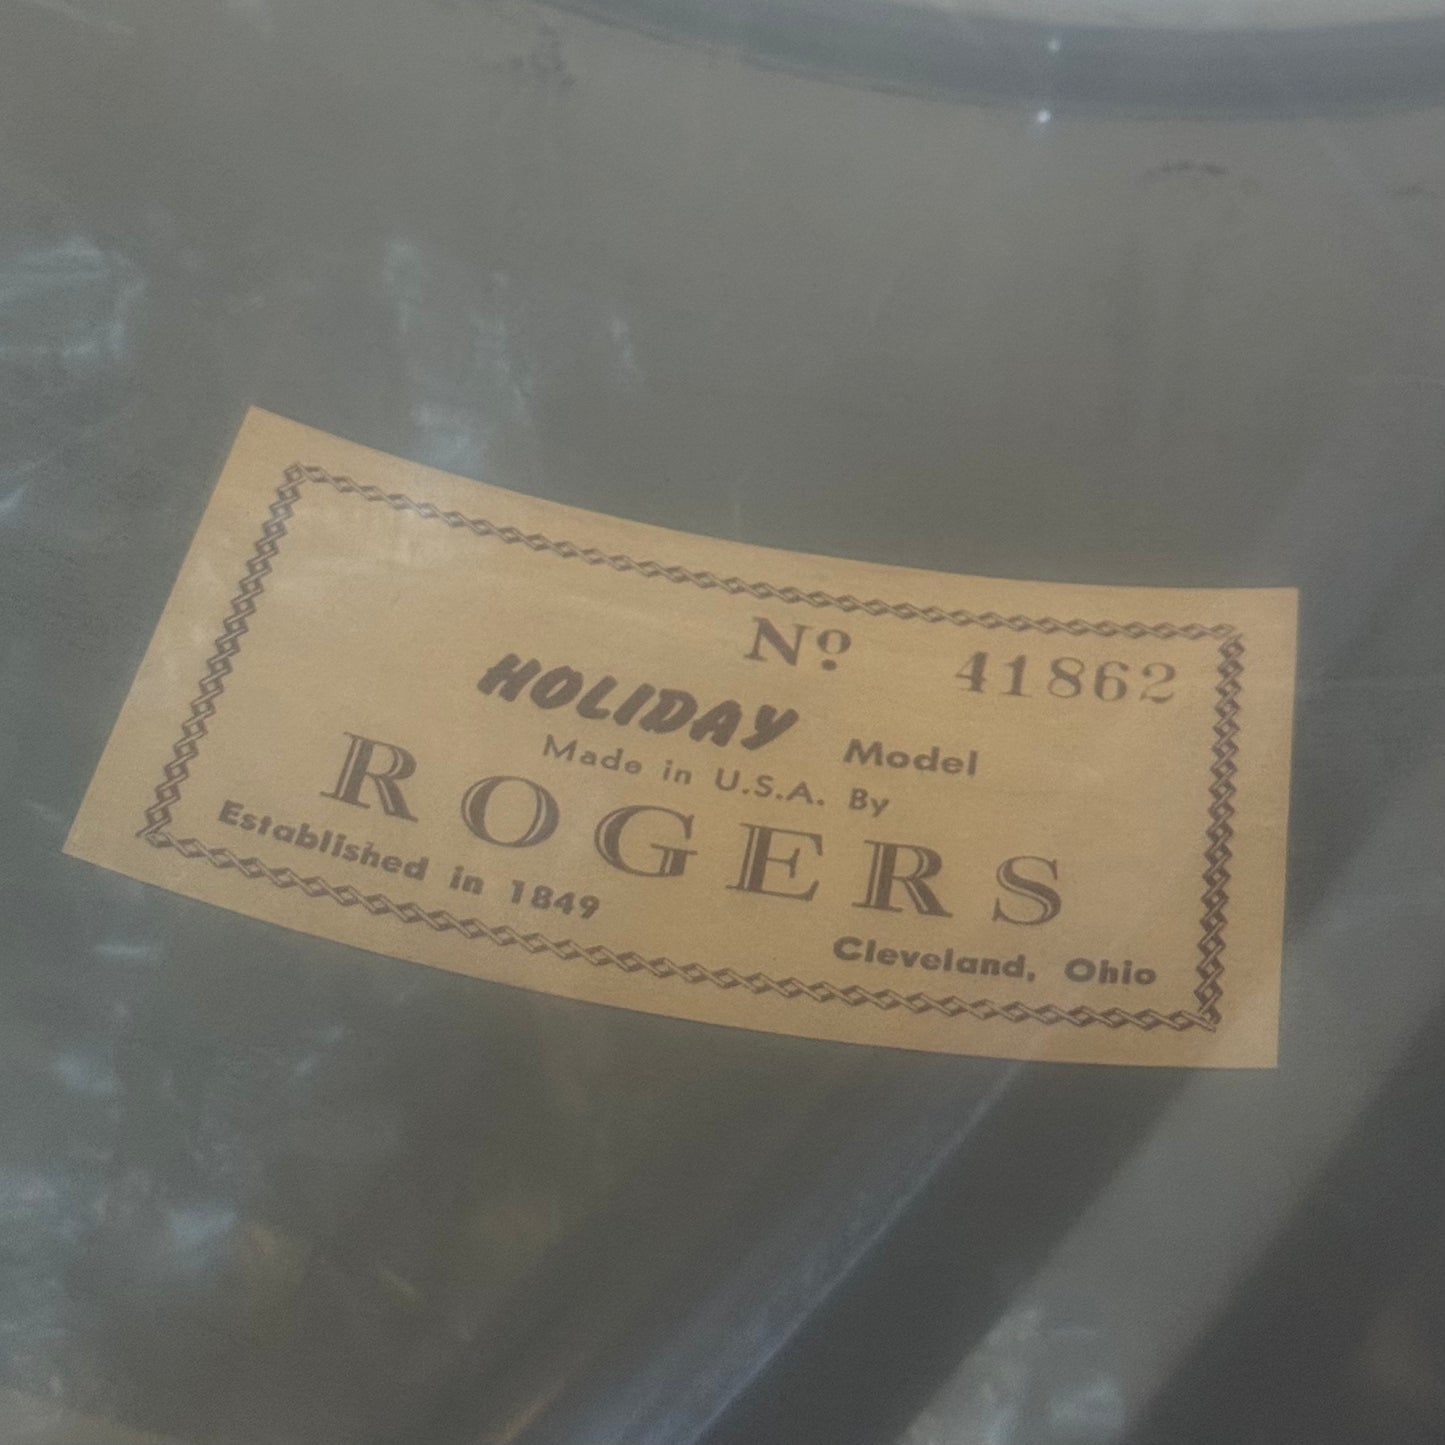 Nº 41862
HOLIDAY Model
Made in U.S.A. By
ROGERS
Established in 1849
Cleveland, Ohio